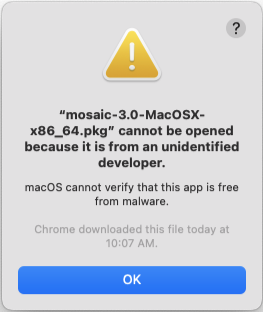 ?
“mosaic-3.0-MacOSX-
x86_64.pkg” cannot be opened
because it is from an unidentified
developer.
macOS cannot verify that this app is free
from malware.
Chrome downloaded this file today at
10:07 AM.
OK